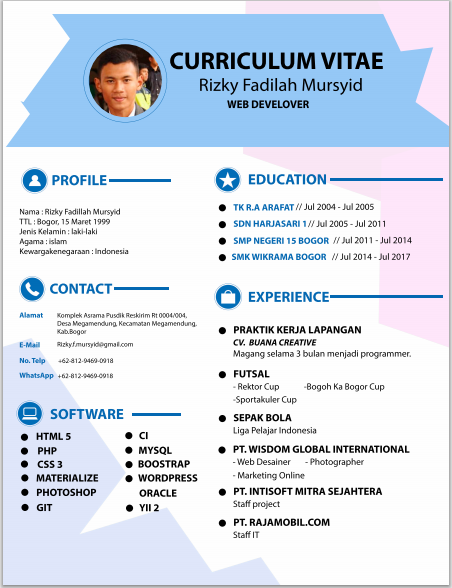 CURRICULUM VITAE
Rizky Fadilah Mursyid
WEB DEVELOVER
PROFILE
Nama : Rizky Fadillah Mursyid
TTL : Bogor, 15 Maret 1999
Jenis Kelamin : laki-laki
Agama : islam
Kewargakenegaraan : Indonesia
CONTACT
Alamat Komplek Asrama Pusdik Reskirim Rt 0004/004,
Desa Megamendung, Kecamatan Megamendung,
Kab.Bogor
E-Mail Rizky.f.mursyid@gmail.com
No. Telp +62-812-9469-0918
WhatsApp +62-812-9469-0918
SOFTWARE
HTML 5
PHP
CSS 3
MATERIALIZE
PHOTOSHOP
GIT
CI
MYSQL
BOOSTRAP
WORDPRESS
ORACLE
YII 2
EDUCATION
TK R.A ARAFAT // Jul 2004 - Jul 2005
SDN HARJASARI 1 // Jul 2005 - Jul 2011
SMP NEGERI 15 BOGOR // Jul 2011 - Jul 2014
SMK WIKRAMA BOGOR // Jul 2014 - Jul 2017
EXPERIENCE
PRAKTIK KERJA LAPANGAN
CV. BUANA CREATIVE
Magang selama 3 bulan menjadi programmer.
FUTSAL
- Rektor Cup -Bogoh Ka Bogor Cup
-Sportakuler Cup
SEPAK BOLA
Liga Pelajar Indonesia
PT. WISDOM GLOBAL INTERNATIONAL
- Web Desainer - Photographer
- Marketing Online
PT. INTISOFT MITRA SEJAHTERA
Staff project
PT. RAJAMOBIL.COM
Staff IT